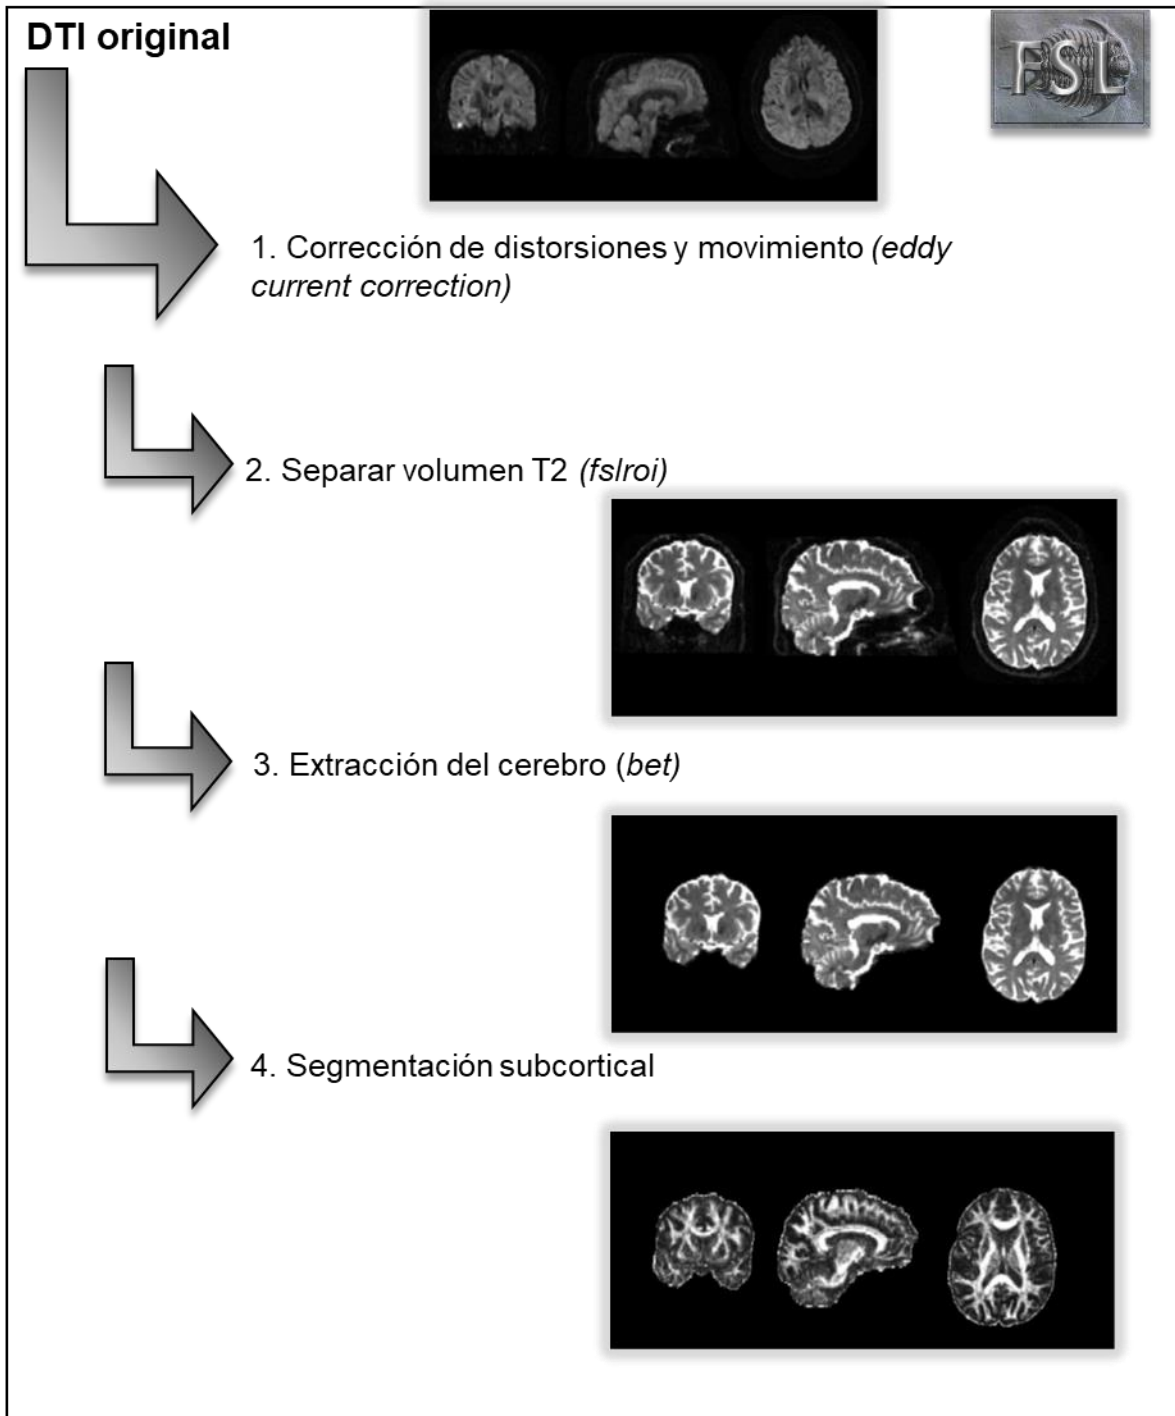 DTI original
FSL
1. Corrección de distorsiones y movimiento (eddy
current correction)
2. Separar volumen T2 (fslroi)
3. Extracción del cerebro (bet)
4. Segmentación subcortical